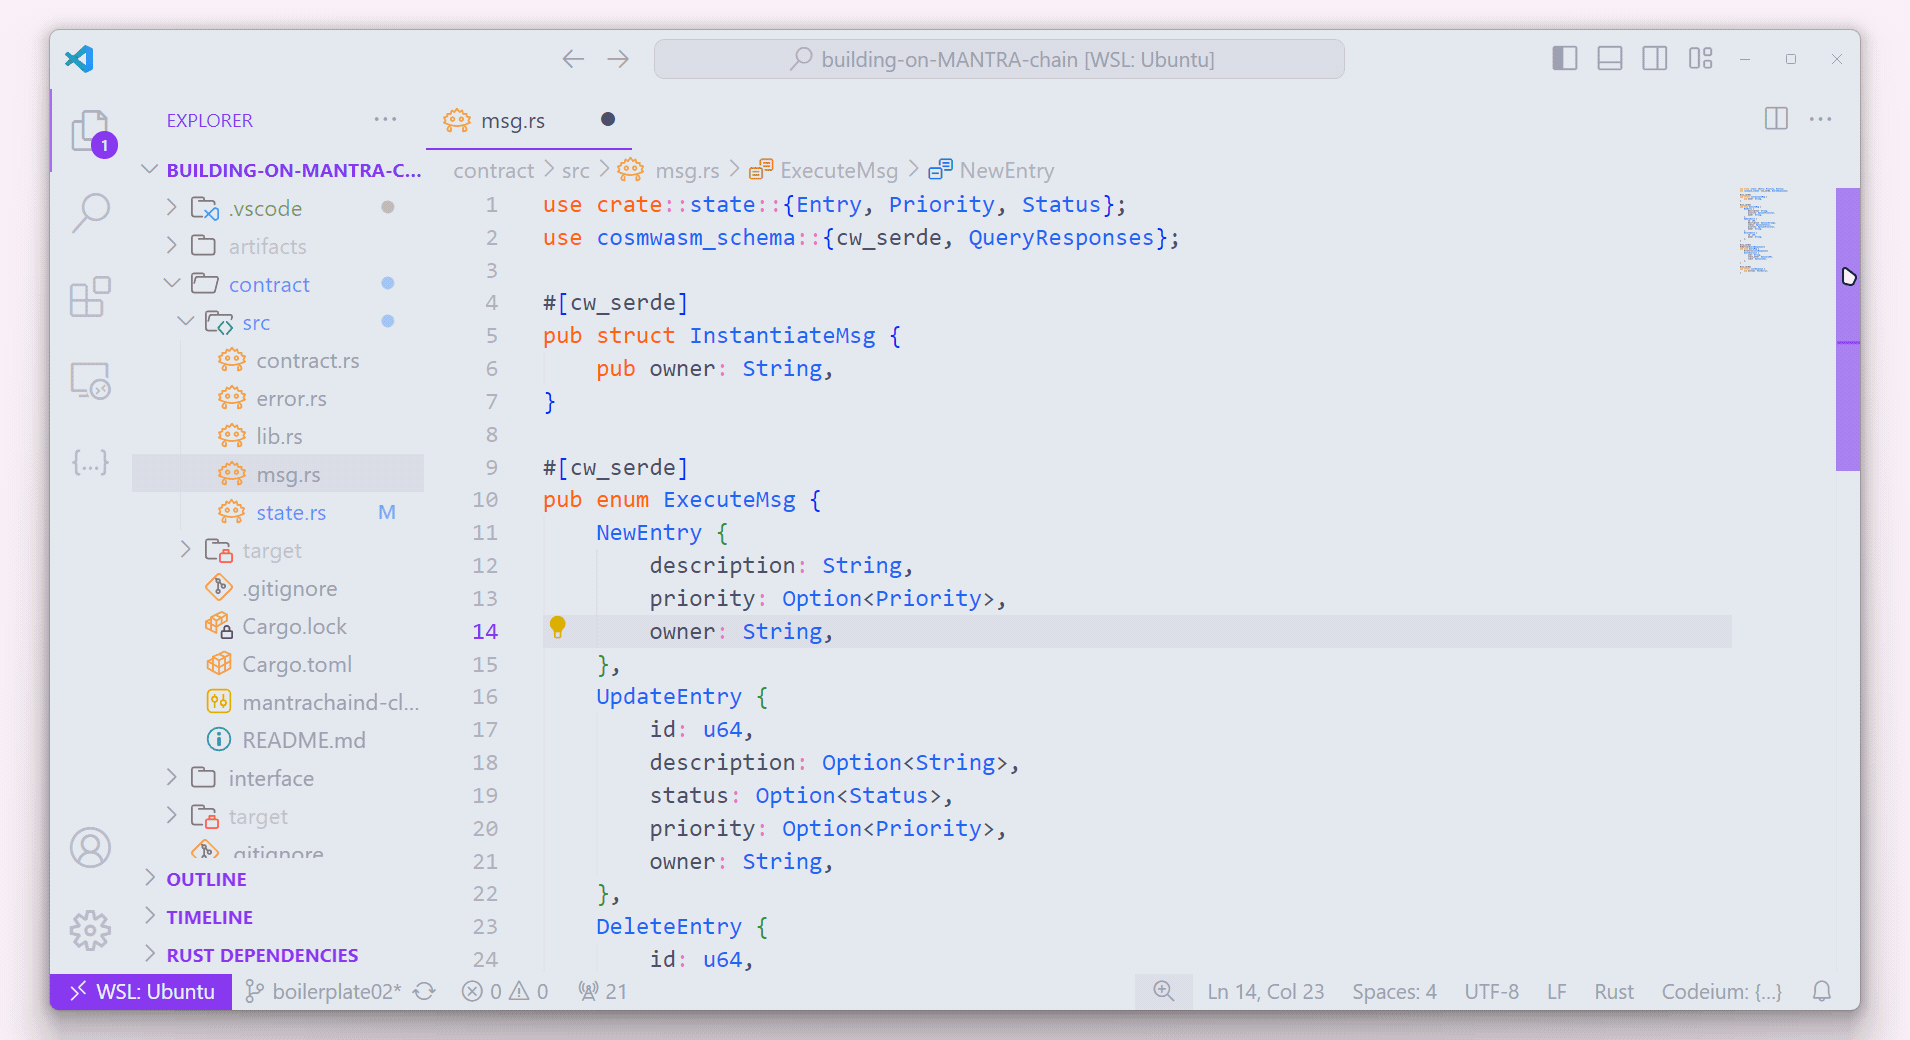 building-on-MANTRA-chain [WSL: Ubuntu]
1
EXPLORER
BUILDING-ON-MANTRA-C...
.vscode
artifacts
contract
src
contract.rs
error.rs
lib.rs
msg.rs
state.rs M
target
.gitignore
Cargo.lock
Cargo.toml
mantrachaind-cl...
README.md
interface
target
.gitignore
OUTLINE
TIMELINE
RUST DEPENDENCIES
msg.rs
contract > src > msg.rs > ExecuteMsg > NewEntry
1 use crate::state::{Entry, Priority, Status};
2 use cosmwasm_schema::{cw_serde, QueryResponses};
3
4 #[cw_serde]
5 pub struct InstantiateMsg {
6 pub owner: String,
7 }
8
9 #[cw_serde]
10 pub enum ExecuteMsg {
11 NewEntry {
12 description: String,
13 priority: Option<Priority>,
14 owner: String,
15 },
16 UpdateEntry {
17 id: u64,
18 description: Option<String>,
19 status: Option<Status>,
20 priority: Option<Priority>,
21 owner: String,
22 },
23 DeleteEntry {
24 id: u64,
WSL: Ubuntu boilerplate02* 0 0 21 Ln 14, Col 23 Spaces: 4 UTF-8 LF Rust Codeium: {...}